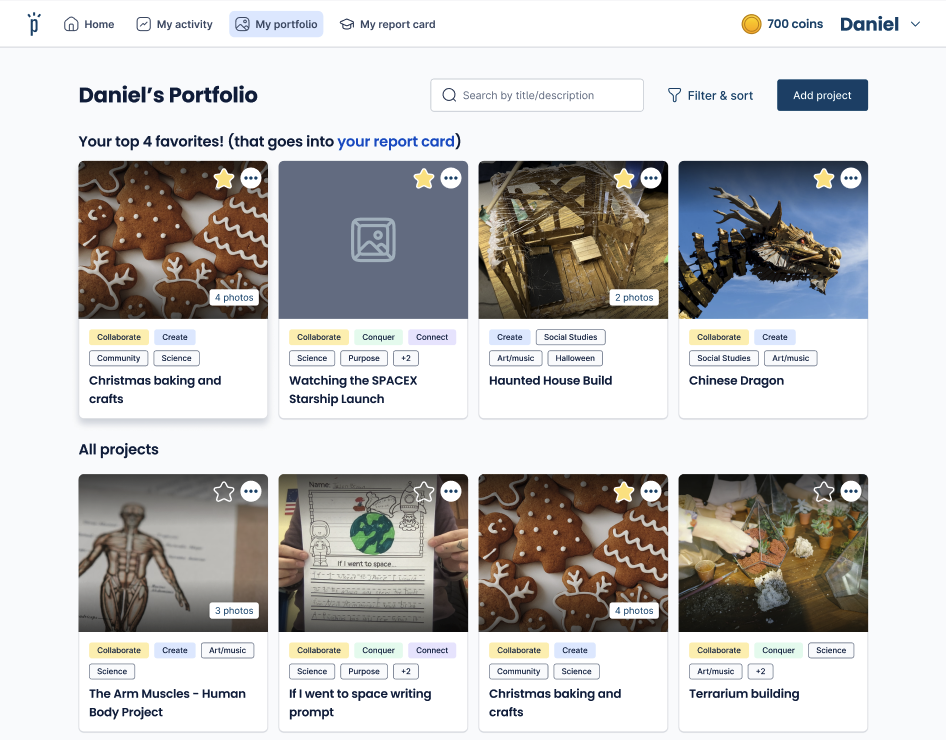 Home
My activity
My portfolio
My report card
700 coins
Daniel
Daniel’s Portfolio
Search by title/description
Filter & sort
Add project
Your top 4 favorites! (that goes into your report card)
4 photos
2 photos
Collaborate Create
Community Science
Christmas baking and
crafts
Collaborate Conquer Connect
Science Purpose +2
Watching the SPACEX
Starship Launch
Create Social Studies
Art/music Halloween
Haunted House Build
Collaborate Create
Social Studies Art/music
Chinese Dragon
All projects
3 photos
Name:
If I went to space...
4 photos
Collaborate Create Art/music
Science
The Arm Muscles - Human
Body Project
Collaborate Conquer Connect
Science Purpose +2
If I went to space writing
prompt
Collaborate Create
Community Science
Christmas baking and
crafts
Collaborate Conquer Science
Art/music +2
Terrarium building